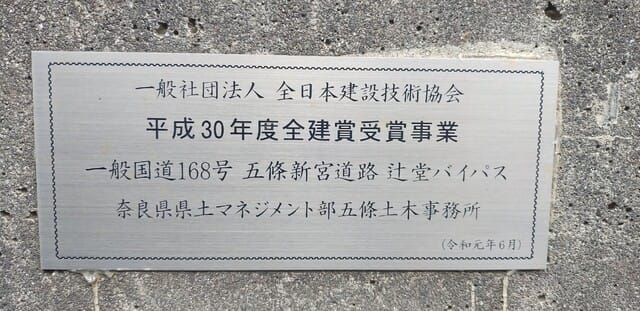 一般社団法人 全日本建設技術協会
平成30年度全建賞受賞事業
一般国道168号 五條新宮道路 辻堂バイパス
奈良県県土マネジメント部五條土木事務所
(令和元年6月)